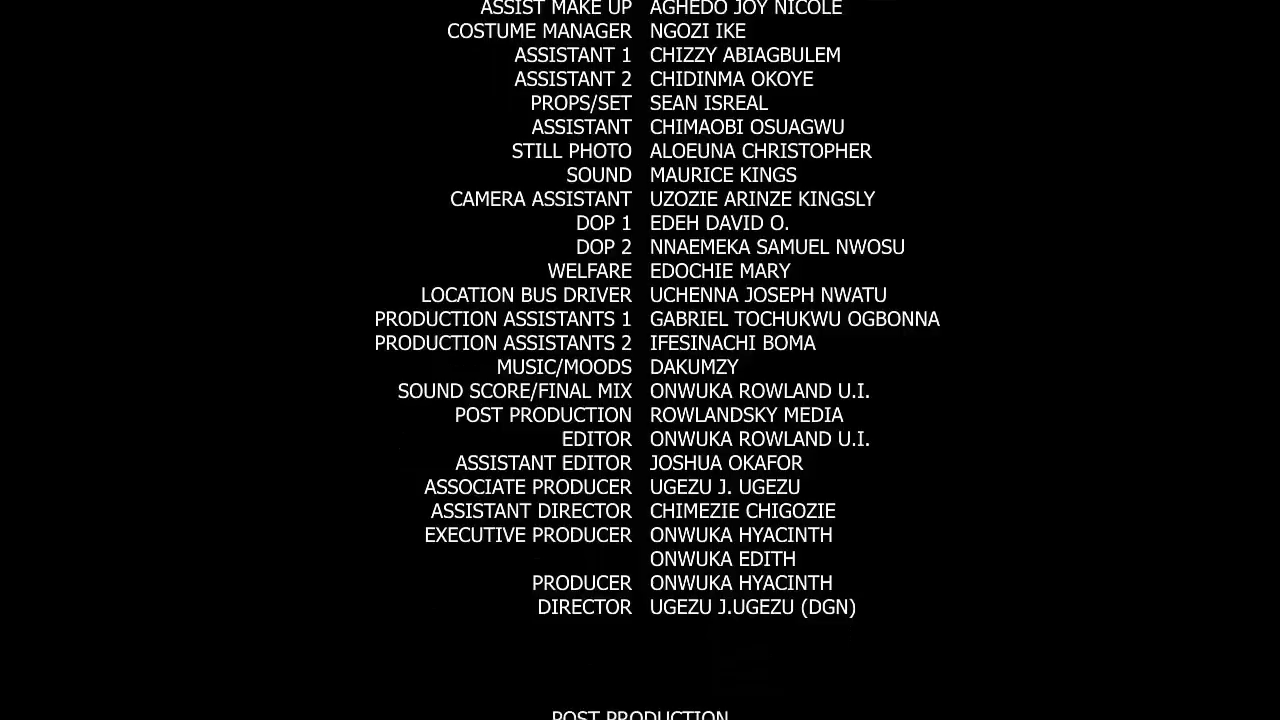 ASSIST MAKE UP AGHEDO JOY NICOLE
COSTUME MANAGER NGOZI IKE
ASSISTANT 1 CHIZZY ABIAGBULEM
ASSISTANT 2 CHIDINMA OKOYE
PROPS/SET SEAN ISREAL
ASSISTANT CHIMAOBI OSUAGWU
STILL PHOTO ALOEUNA CHRISTOPHER
SOUND MAURICE KINGS
CAMERA ASSISTANT UZOZIE ARINZE KINGSLY
DOP 1 EDEH DAVID O.
DOP 2 NNAEMEKA SAMUEL NWOSU
WELFARE EDOCHIE MARY
LOCATION BUS DRIVER UCHENNA JOSEPH NWATU
PRODUCTION ASSISTANTS 1 GABRIEL TOCHUKWU OGBONNA
PRODUCTION ASSISTANTS 2 IFESINACHI BOMA
MUSIC/MOODS DAKUMZY
SOUND SCORE/FINAL MIX ONWUKA ROWLAND U.I.
POST PRODUCTION ROWLANDSKY MEDIA
EDITOR ONWUKA ROWLAND U.I.
ASSISTANT EDITOR JOSHUA OKAFOR
ASSOCIATE PRODUCER UGEZU J. UGEZU
ASSISTANT DIRECTOR CHIMEZIE CHIGOZIE
EXECUTIVE PRODUCER ONWUKA HYACINTH
ONWUKA EDITH
PRODUCER ONWUKA HYACINTH
DIRECTOR UGEZU J.UGEZU (DGN)
POST PRODUCTION